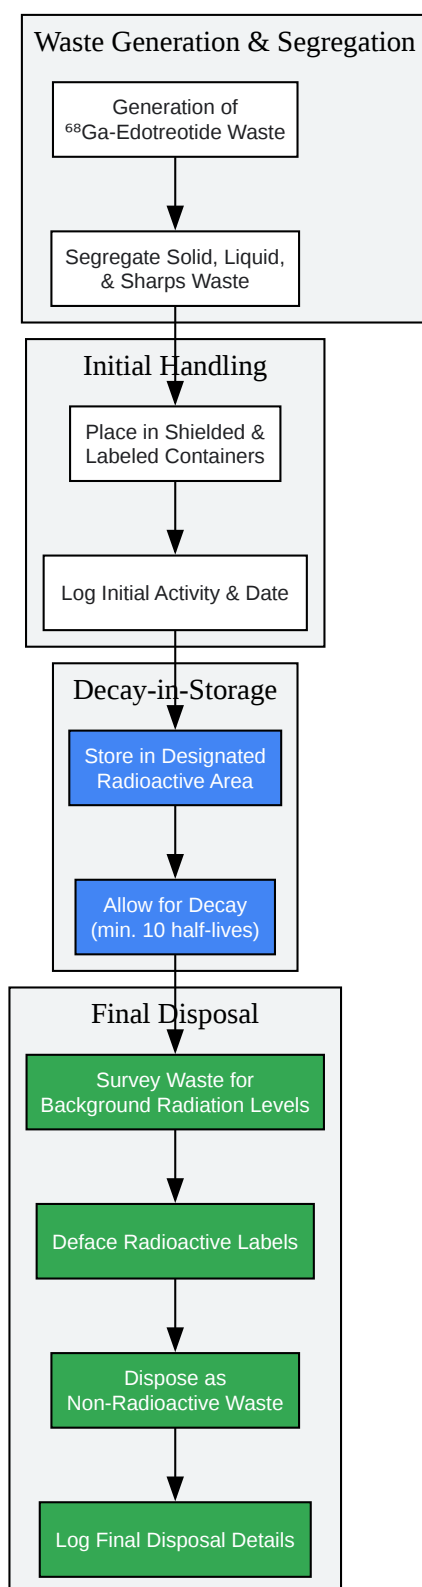 Waste Generation & Segregation
Generation of
⁶⁸Ga-Edotreotide Waste
Segregate Solid, Liquid,
& Sharps Waste
Initial Handling
Place in Shielded &
Labeled Containers
Log Initial Activity & Date
Decay-in-Storage
Store in Designated
Radioactive Area
Allow for Decay
(min. 10 half-lives)
Final Disposal
Survey Waste for
Background Radiation Levels
Deface Radioactive Labels
Dispose as
Non-Radioactive Waste
Log Final Disposal Details